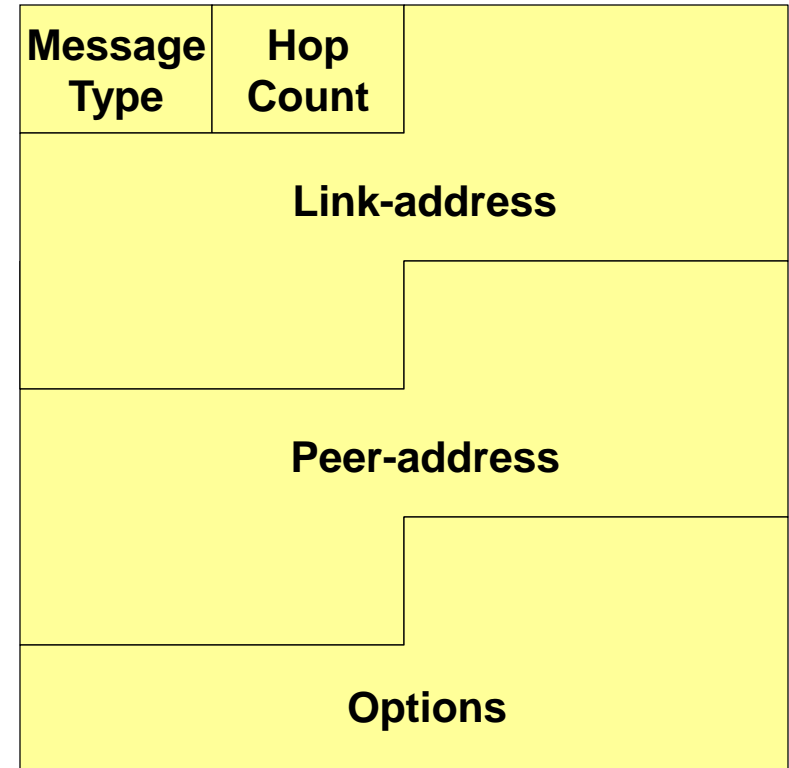 Message
Type
Hop
Count
Link-address
Peer-address
Options